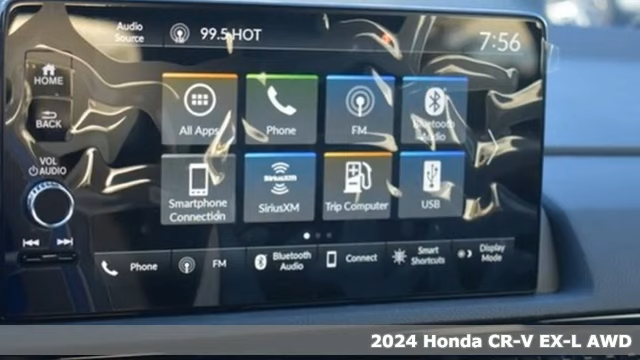 Audio
Source
99.5 HOT
7:56
HOME
BACK
VOL
AUDIO
All Apps
Phone
FM
Bluetooth
Audio
Smartphone
Connection
SiriusXM
SiriusXM
Trip Computer
USB
Phone
FM
Bluetooth
Audio
Connect
Smart
Shortcuts
Display
Mode
2024 Honda CR-V EX-L AWD